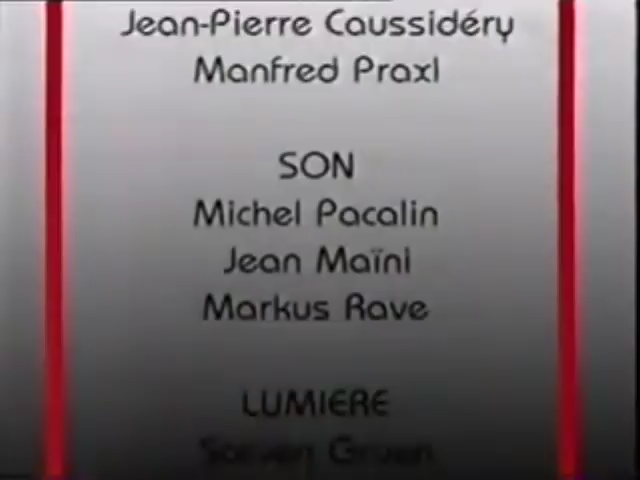 Jean-Pierre Caussidéry
Manfred Praxl
SON
Michel Pacalin
Jean Maïni
Markus Rave
LUMIERE